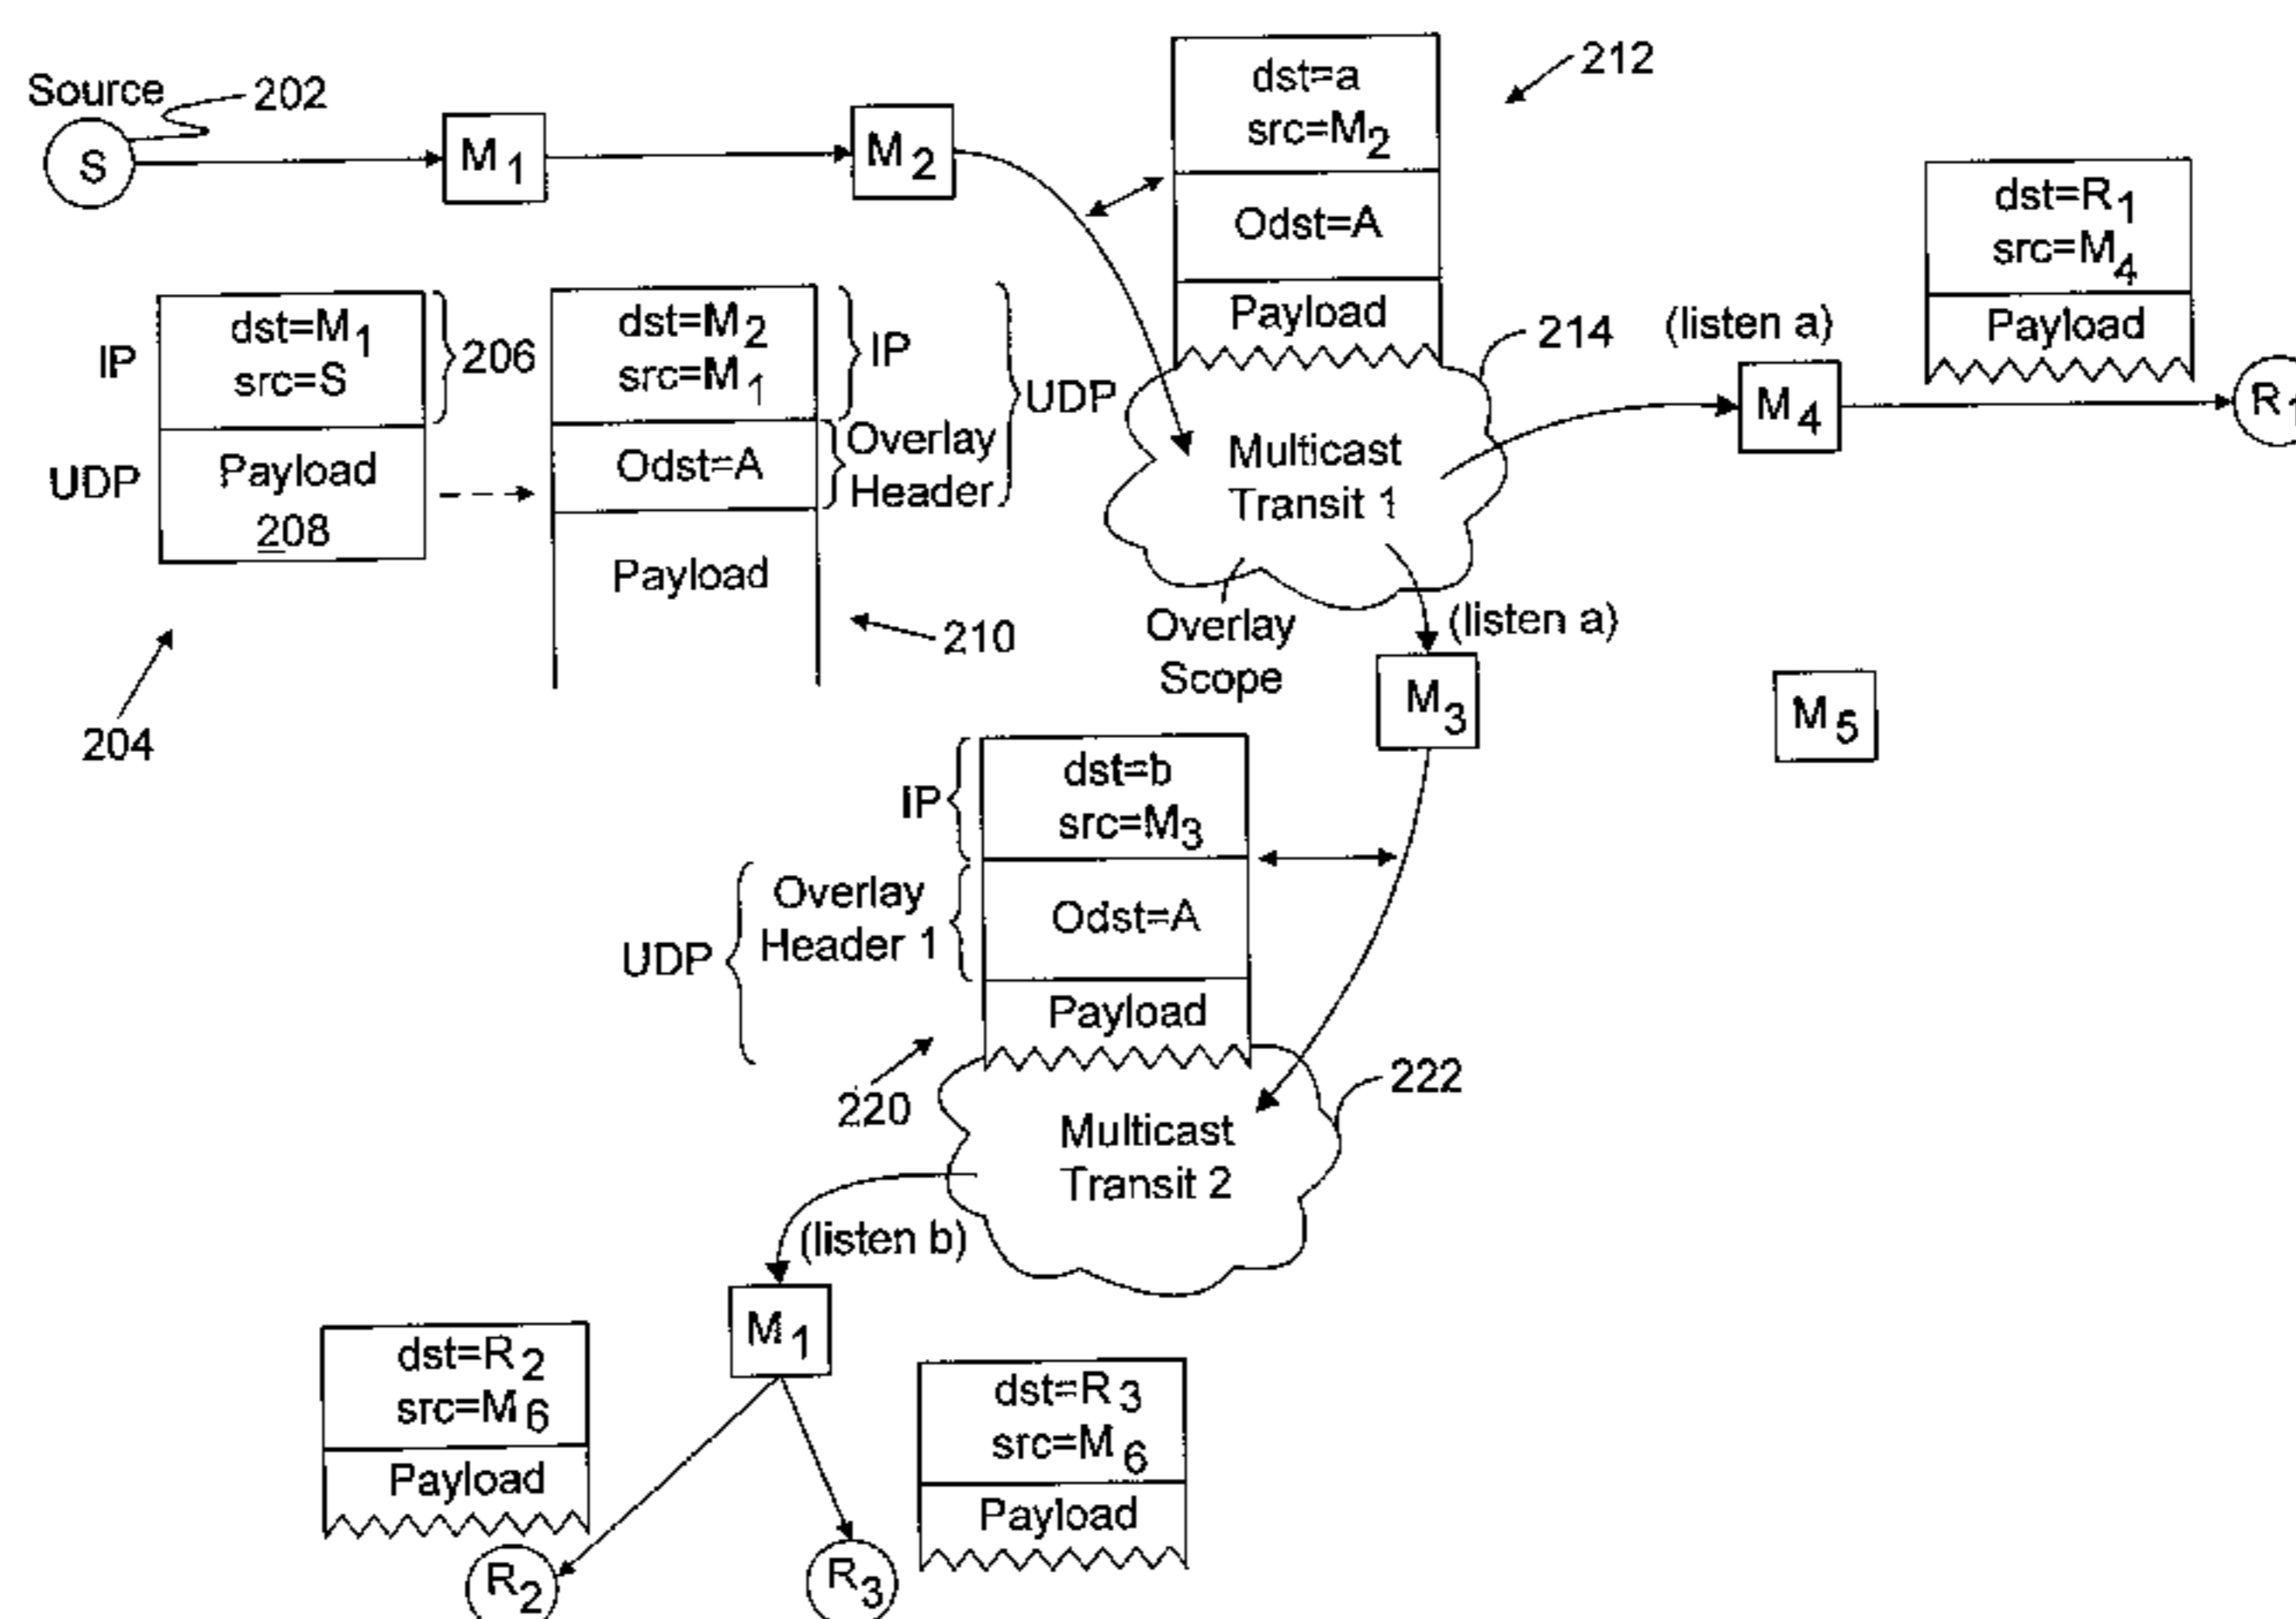 Source
202
S
M1
M2
dst=a
src=M2
Odst=A
Payload
212
dst=R1
src=M4
Payload
IP
dst=M1
src=S
206
UDP
Payload
208
204
dst=M2
src=M1
IP
Odst=A
Overlay
Header
UDP
Payload
210
214
Multicast
Transit 1
(listen a)
M4
R1
Overlay
Scope
(listen a)
M3
M5
IP
dst=b
src=M3
UDP
Overlay
Header 1
Odst=A
Payload
220
222
Multicast
Transit 2
(listen b)
M1
dst=R2
src=M6
Payload
dst=R3
src=M6
Payload
R2
R3